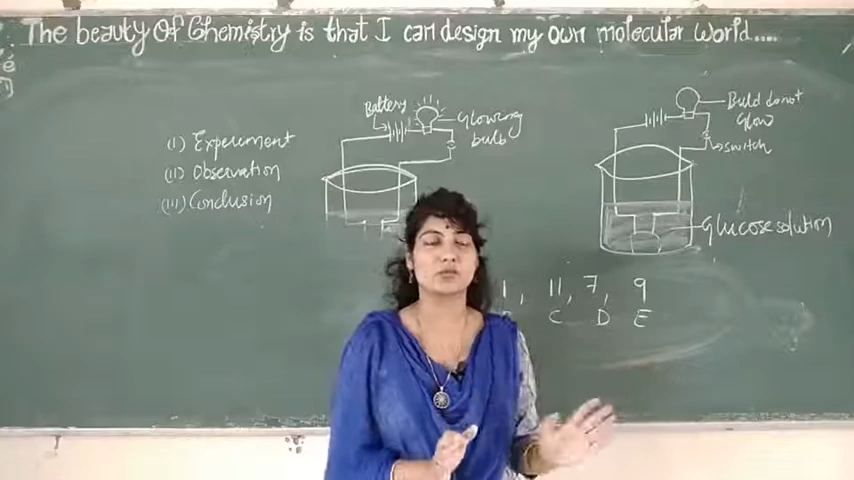 The beauty of Chemistry is that I can design my own molecular world....
(i) Experiment
(ii) Observation
(iii) Conclusion
Battery
Glowing
bulb
Buld do not
Glow
switch
Glucose solution
1, 11, 7, 9
C D E